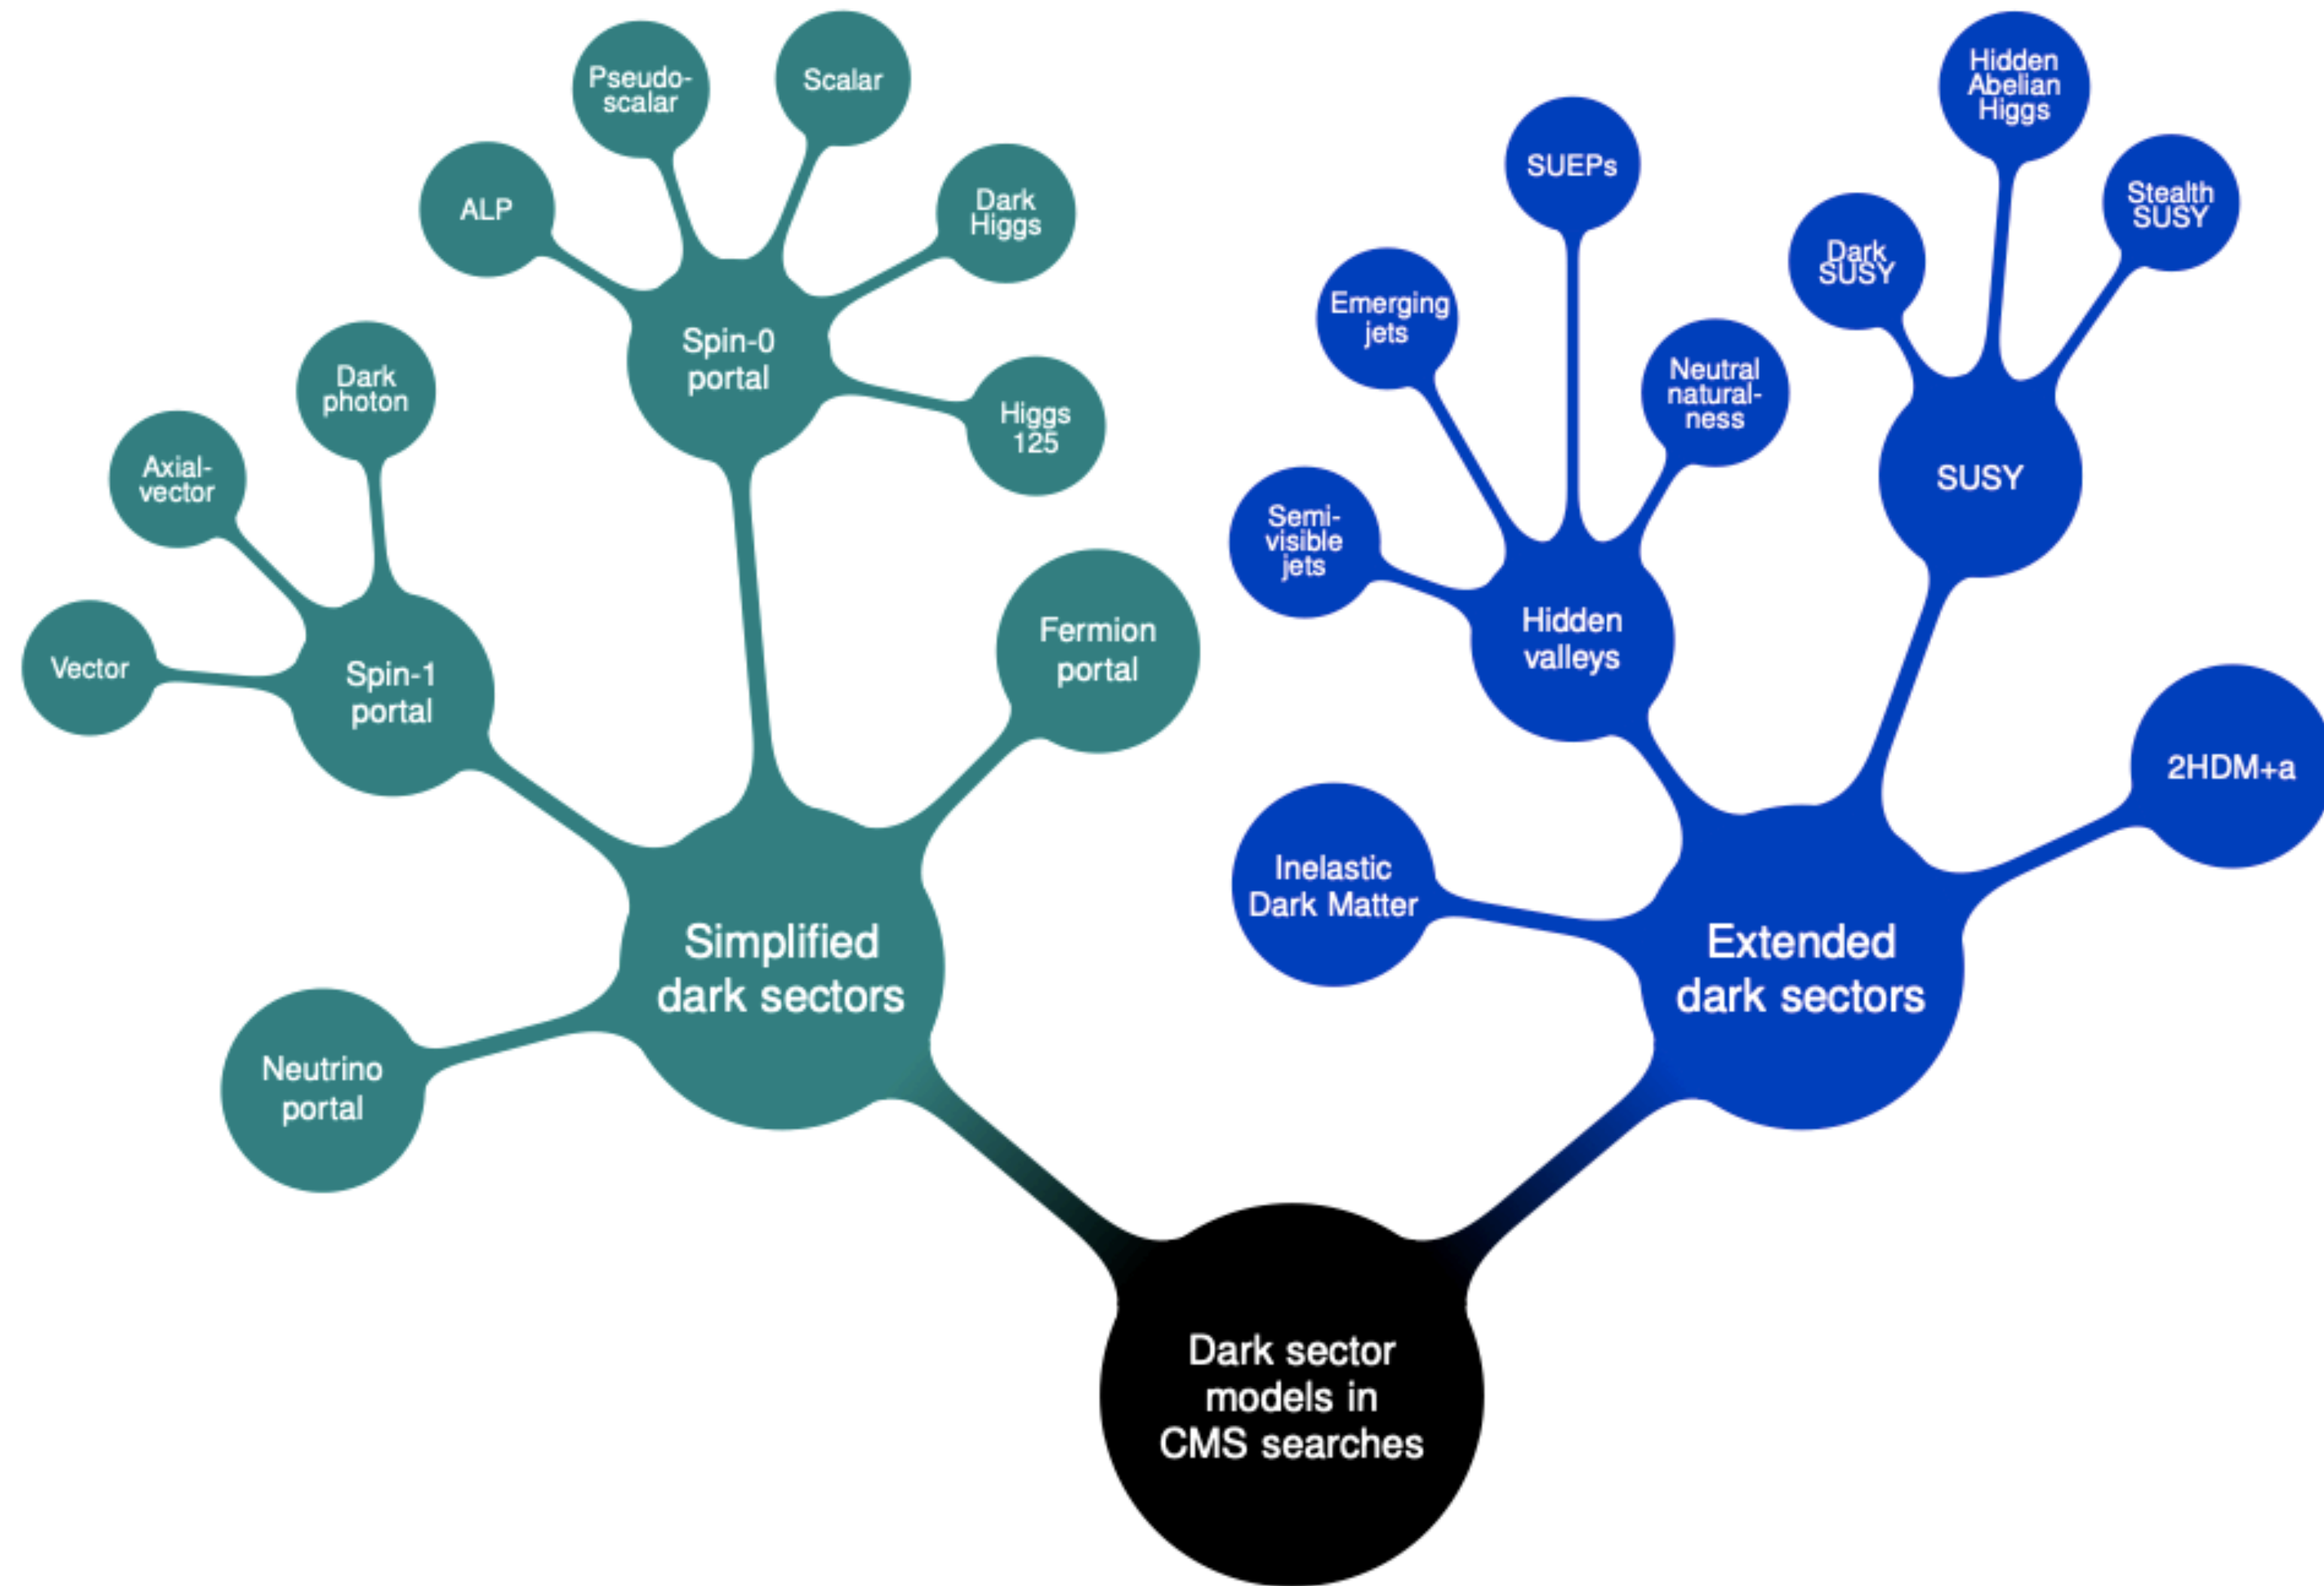 Pseudo-
scalar
Scalar
ALP
Dark
Higgs
Spin-0
portal
Higgs
125
Dark
photon
Axial-
vector
Vector
Spin-1
portal
Fermion
portal
Simplified
dark sectors
Neutrino
portal
Hidden
Abelian
Higgs
SUEPs
Stealth
SUSY
Dark
SUSY
Emerging
jets
Neutral
natural-
ness
SUSY
Semi-
visible
jets
Hidden
valleys
2HDM+a
Inelastic
Dark Matter
Extended
dark sectors
Dark sector
models in
CMS searches